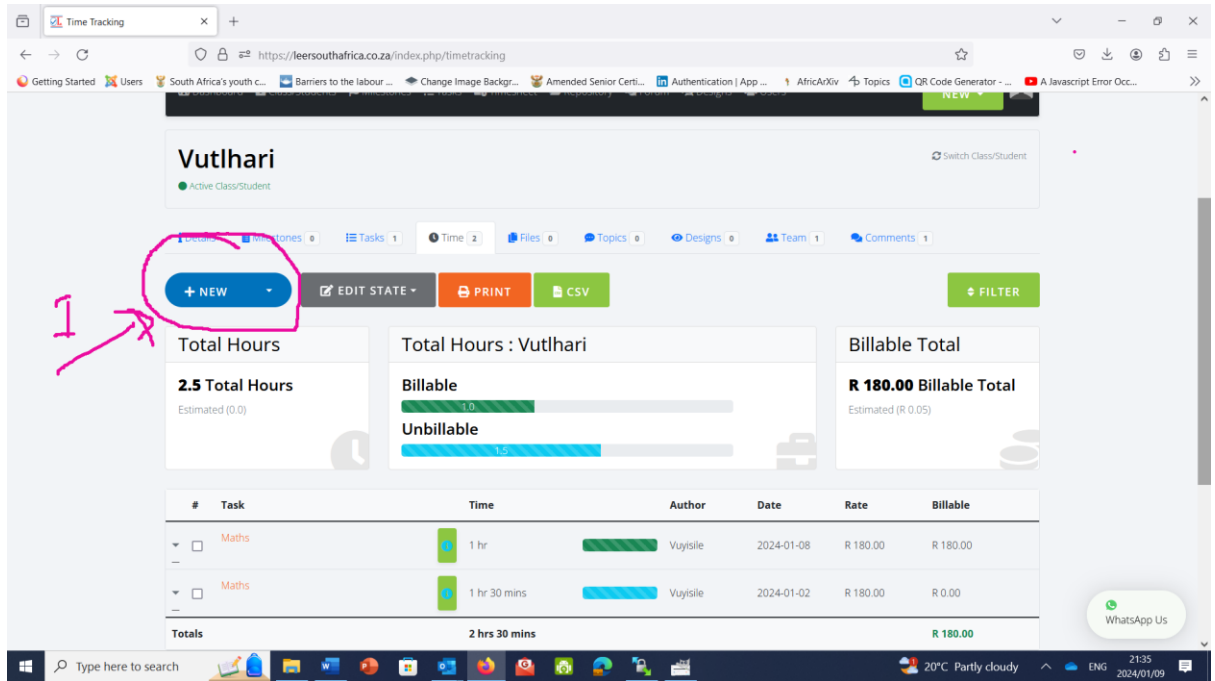 Time Tracking
https://leersouthafrica.co.za/index.php/timetracking
Getting Started Users South Africa's youth c... Barriers to the labour ... Change Image Backgr... Amended Senior Certi... Authentication | App ... AfricArXiv Topics QR Code Generator - ... A Javascript Error Occ...
NEW
Vutlhari
Switch Class/Student
Active Class/Student
Details Milestones 0 Tasks 1 Time 2 Files 0 Topics 0 Designs 0 Team 1 Comments 1
+ NEW EDIT STATE PRINT CSV FILTER
1
Total Hours Total Hours : Vutlhari Billable Total
2.5 Total Hours Billable R 180.00 Billable Total
Estimated (0.0) 1.0 Estimated (R 0.05)
Unbillable
1.5
# Task Time Author Date Rate Billable
Maths 1 hr Vuyisile 2024-01-08 R 180.00 R 180.00
Maths 1 hr 30 mins Vuyisile 2024-01-02 R 180.00 R 0.00
WhatsApp Us
Totals 2 hrs 30 mins R 180.00
Type here to search 20°C Partly cloudy ENG 21:35
2024/01/09